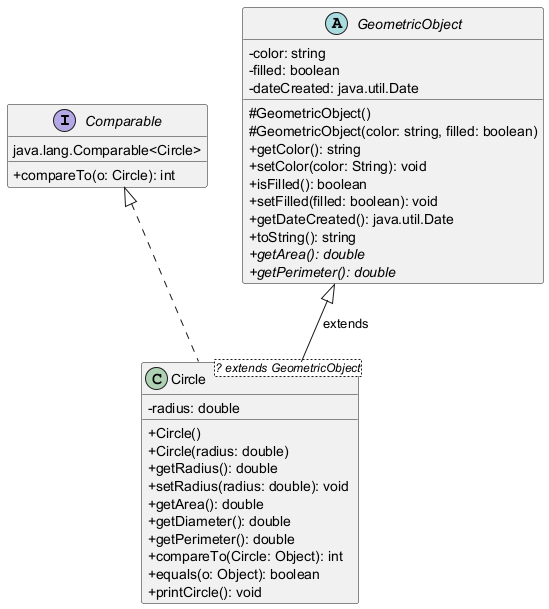 A GeometricObject
-color: string
-filled: boolean
-dateCreated: java.util.Date
#GeometricObject()
#GeometricObject(color: string, filled: boolean)
+getColor(): string
+setColor(color: String): void
+isFilled(): boolean
+setFilled(filled: boolean): void
+getDateCreated(): java.util.Date
+toString(): string
+getArea(): double
+getPerimeter(): double
I Comparable
java.lang.Comparable<Circle>
+compareTo(o: Circle): int
extends
C Circle
? extends GeometricObject
-radius: double
+Circle()
+Circle(radius: double)
+getRadius(): double
+setRadius(radius: double): void
+getArea(): double
+getDiameter(): double
+getPerimeter(): double
+compareTo(Circle: Object): int
+equals(o: Object): boolean
+printCircle(): void